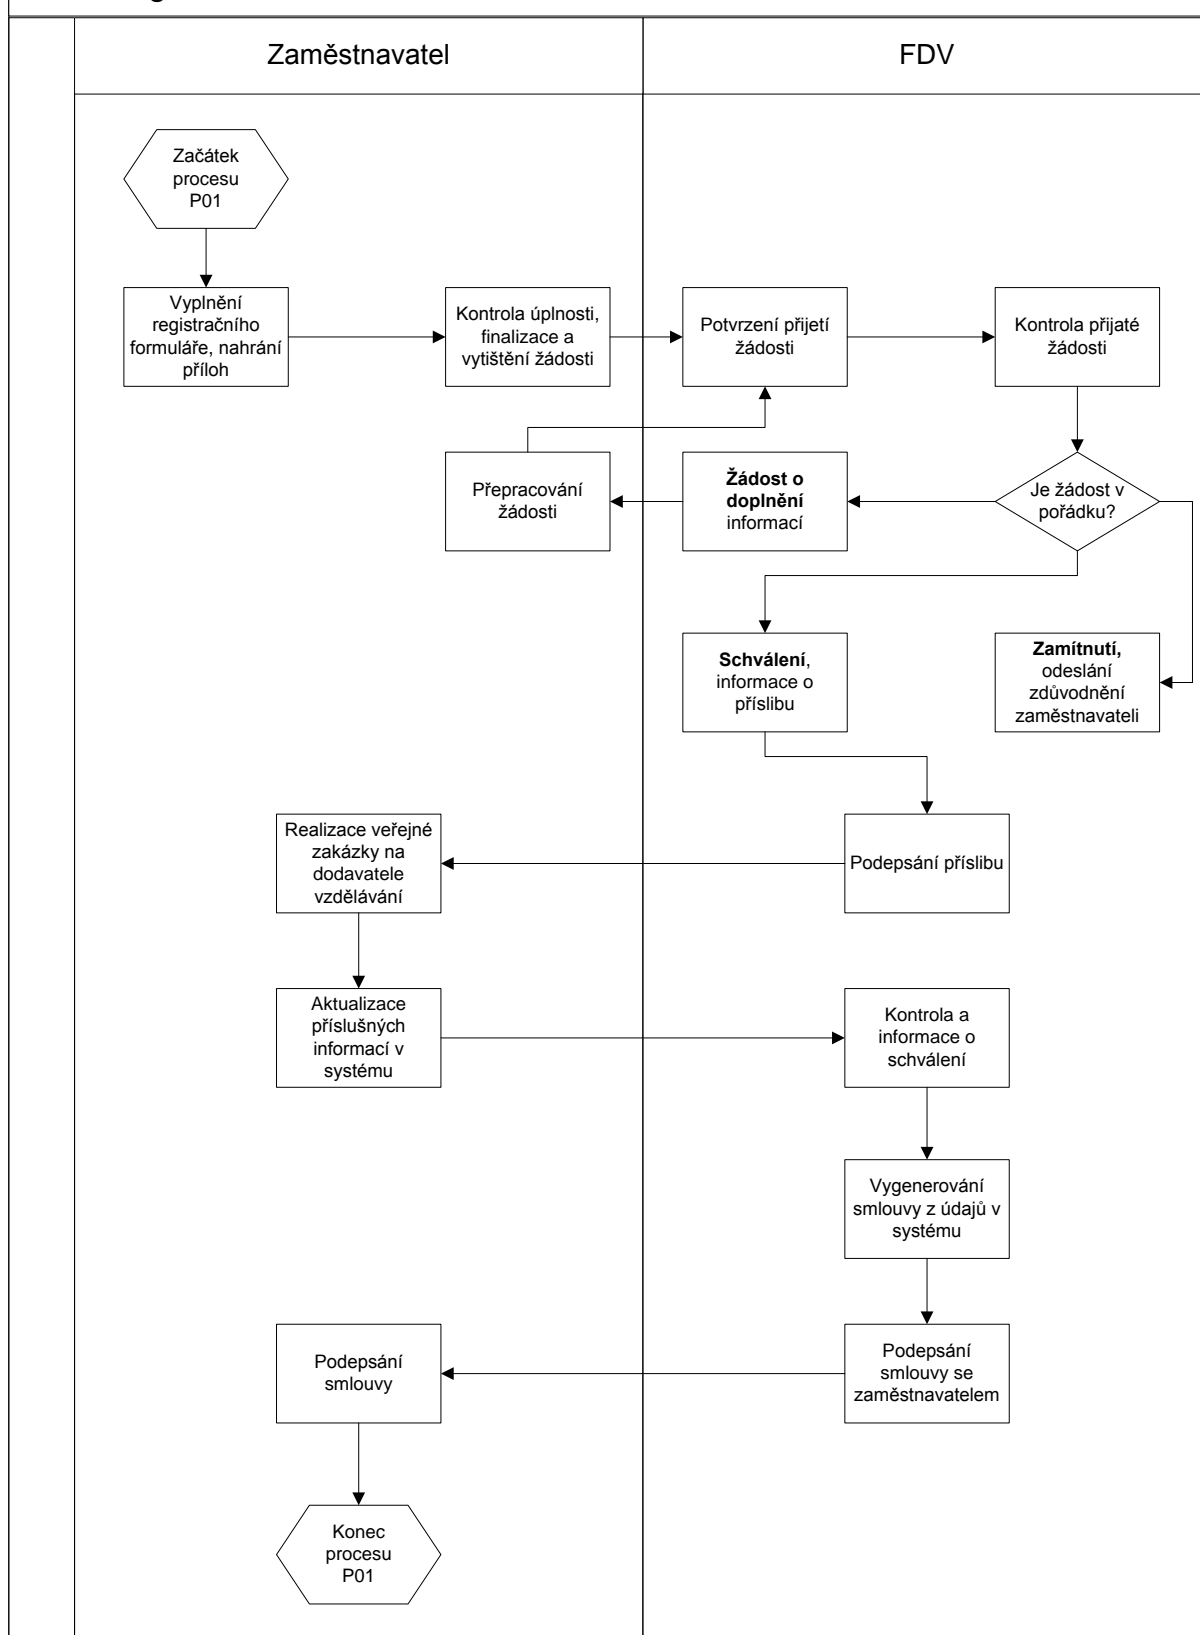 Zaměstnavatel
FDV
Začátek
procesu
P01
Vyplnění
registračního
formuláře, nahrání
příloh
Kontrola úplnosti,
finalizace a
vytištění žádosti
Potvrzení přijetí
žádosti
Kontrola přijaté
žádosti
Přepracování
žádosti
Žádost o
doplnění
informací
Je žádost v
pořádku?
Schválení,
informace o
příslibu
Zamítnutí,
odeslání
zdůvodnění
zaměstnavateli
Realizace veřejné
zakázky na
dodavatele
vzdělávání
Podepsání příslibu
Aktualizace
příslušných
informací v
systému
Kontrola a
informace o
schválení
Vygenerování
smlouvy z údajů v
systému
Podepsání
smlouvy
Podepsání
smlouvy se
zaměstnavatelem
Konec
procesu
P01